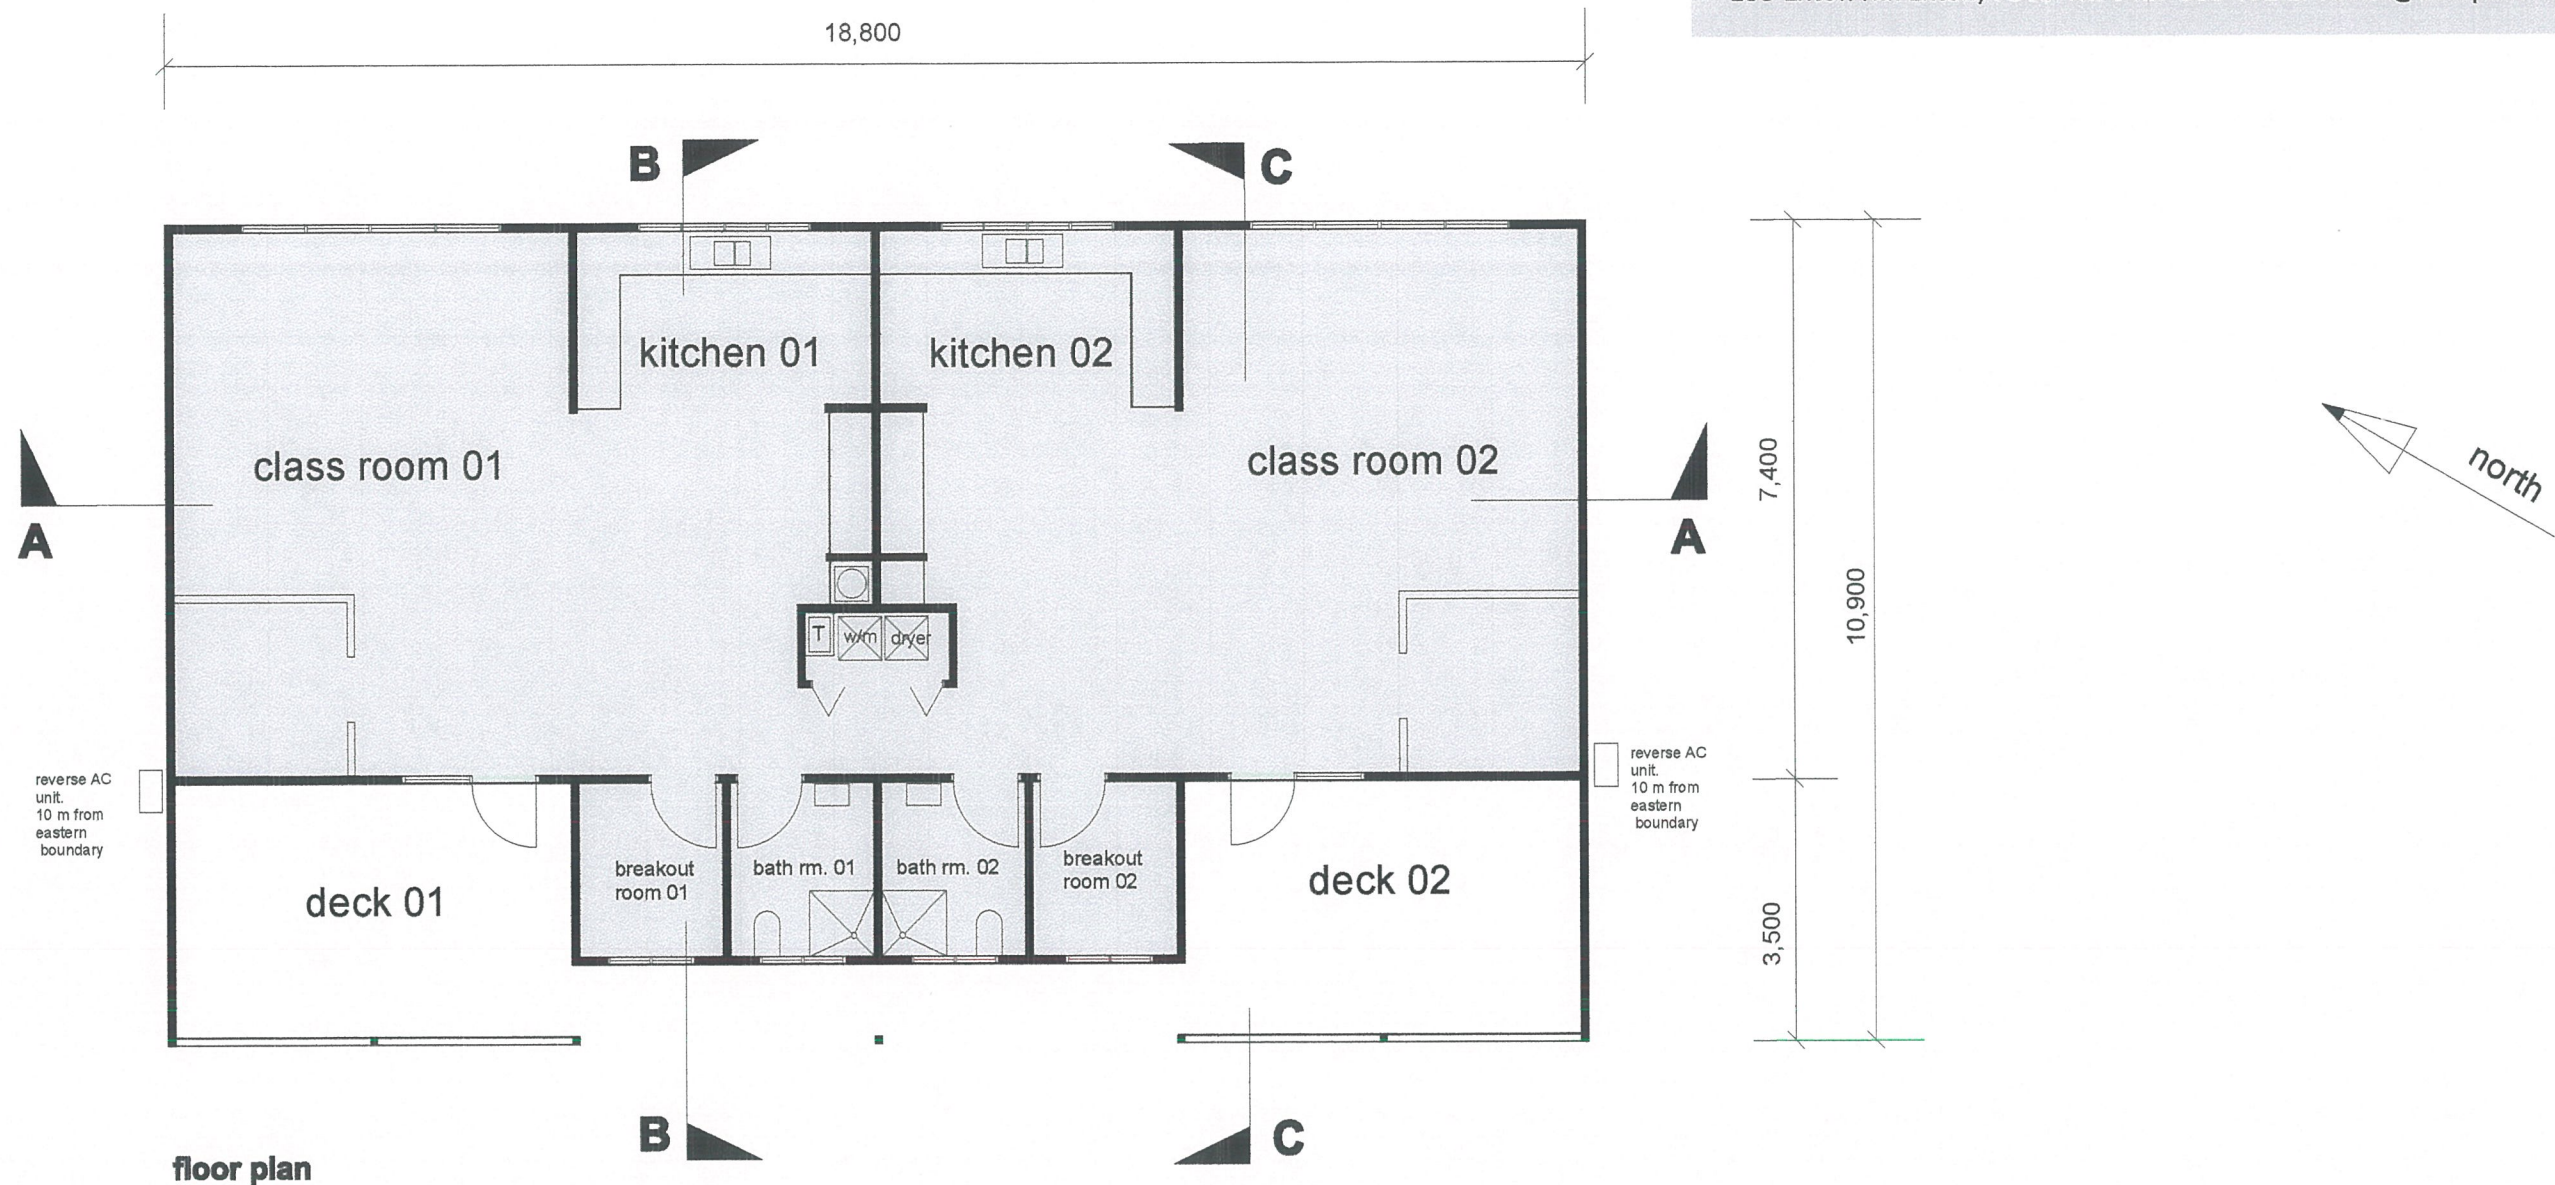 18,800
B
C
kitchen 01
kitchen 02
class room 01
class room 02
A
A
7,400
10,900
north
T
w/m
dryer
reverse AC
unit.
10 m from
eastern
boundary
reverse AC
unit.
10 m from
eastern
boundary
breakout
room 01
bath rm. 01
bath rm. 02
breakout
room 02
deck 01
deck 02
3,500
B
C
floor plan